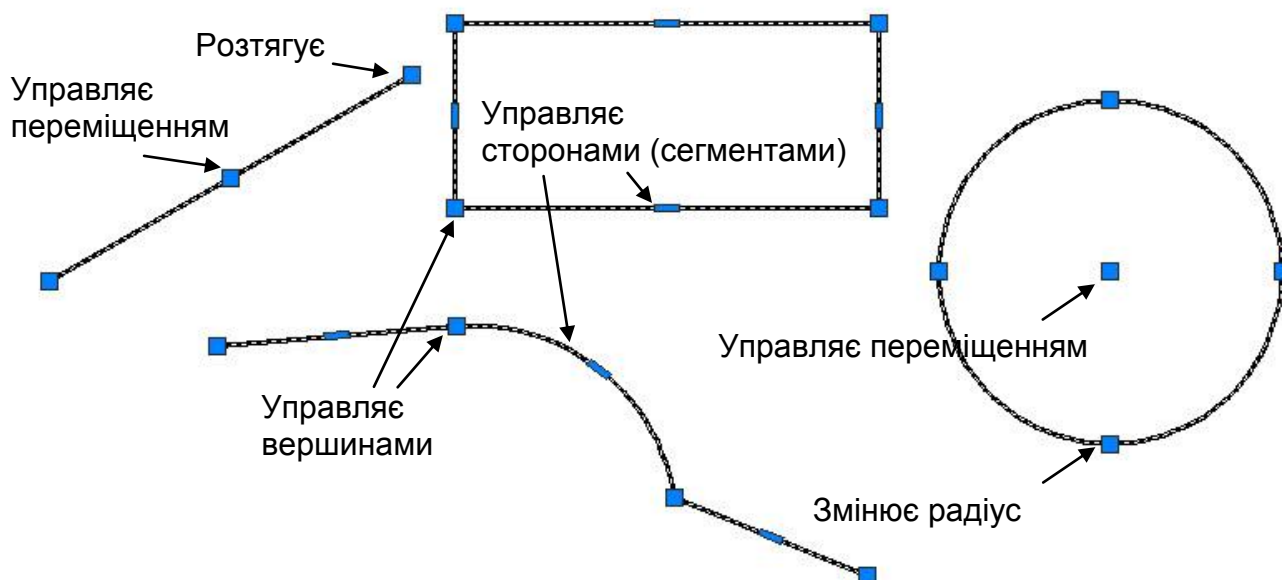 Розтягує
Управляє
переміщенням
Управляє
сторонами (сегментами)
Управляє переміщенням
Управляє
вершинами
Змінює радіус